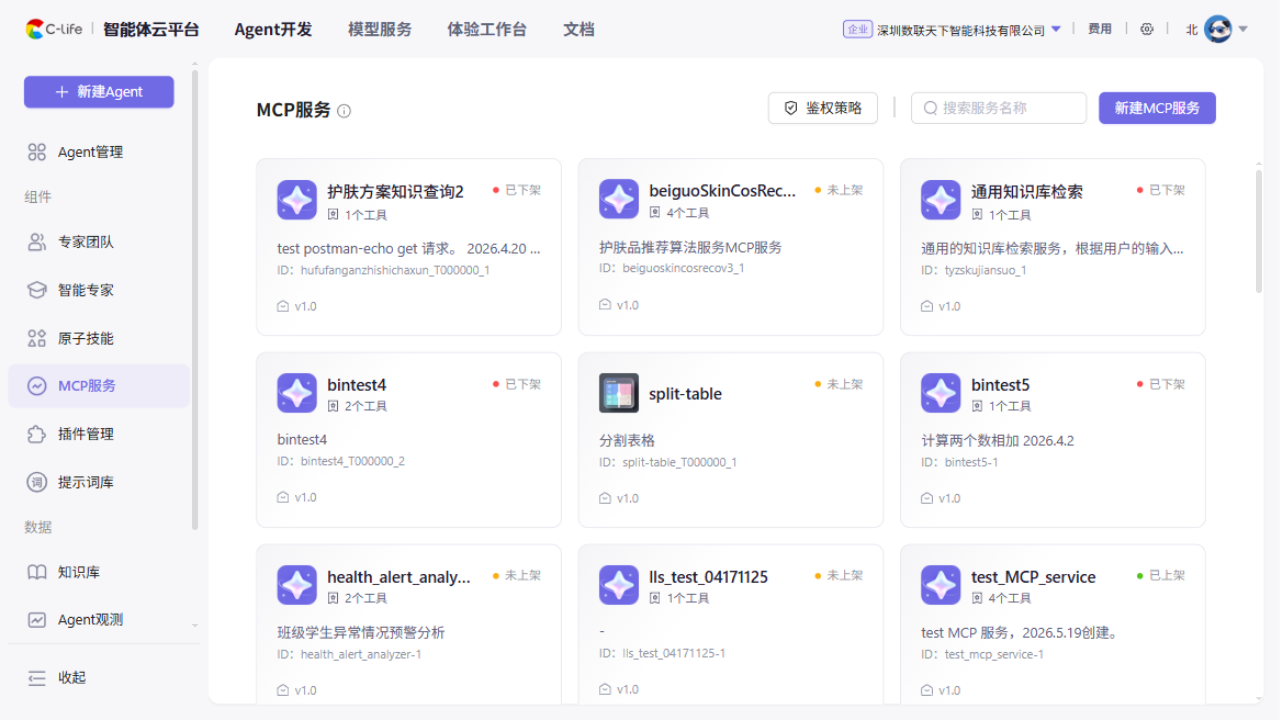 C-life 智能体云平台 Agent开发 模型服务 体验工作台 文档 企业 深圳数联天下智能科技有限公司 费用 北
新建Agent
Agent管理
组件
专家团队
智能专家
原子技能
MCP服务
插件管理
词 提示词库
数据
知识库
Agent观测
收起
MCP服务 鉴权策略 搜索服务名称 新建MCP服务
护肤方案知识查询2 已下架
1个工具
test postman-echo get 请求。 2026.4.20 ...
ID：hufufanganzhishichaxun_T000000_1
v1.0
beiguoSkinCosRec... 未上架
4个工具
护肤品推荐算法服务MCP服务
ID：beiguoskincosrecov3_1
v1.0
通用知识库检索 已下架
1个工具
通用的知识库检索服务，根据用户的输入...
ID：tyzskujiansuo_1
v1.0
bintest4 已下架
2个工具
bintest4
ID：bintest4_T000000_2
v1.0
split-table 未上架
分割表格
ID：split-table_T000000_1
v1.0
bintest5 已下架
1个工具
计算两个数相加 2026.4.2
ID：bintest5-1
v1.0
health_alert_analy... 未上架
2个工具
班级学生异常情况预警分析
ID：health_alert_analyzer-1
v1.0
lls_test_04171125 未上架
1个工具
-
ID：lls_test_04171125-1
v1.0
test_MCP_service 已上架
4个工具
test MCP 服务，2026.5.19创建。
ID：test_mcp_service-1
v1.0